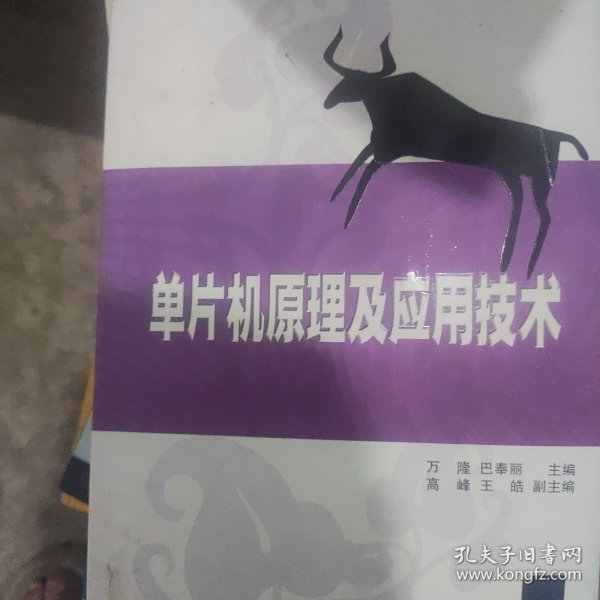 单片机原理及应用技术
万 隆 巴奉丽 主编
高 峰 王 皓 副主编
孔夫子旧书网
www.kongfz.com